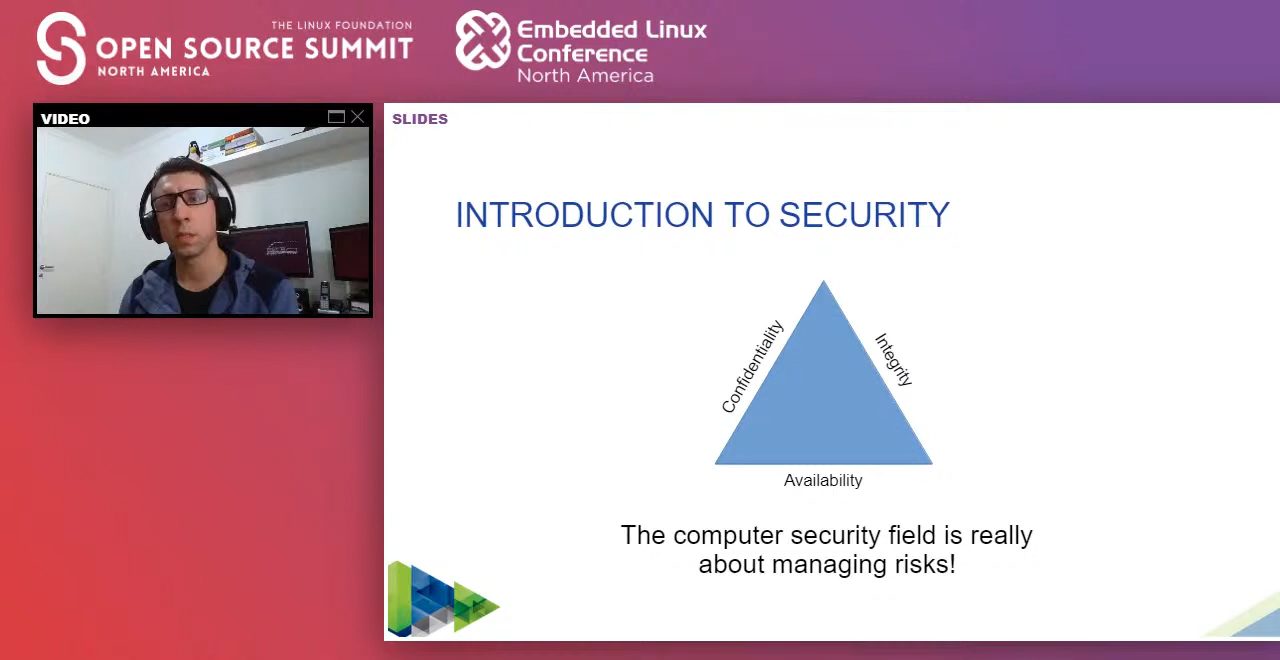 THE LINUX FOUNDATION
OPEN SOURCE SUMMIT
NORTH AMERICA
Embedded Linux
Conference
North America
VIDEO
SLIDES
INTRODUCTION TO SECURITY
Confidentiality
Integrity
Availability
The computer security field is really
about managing risks!